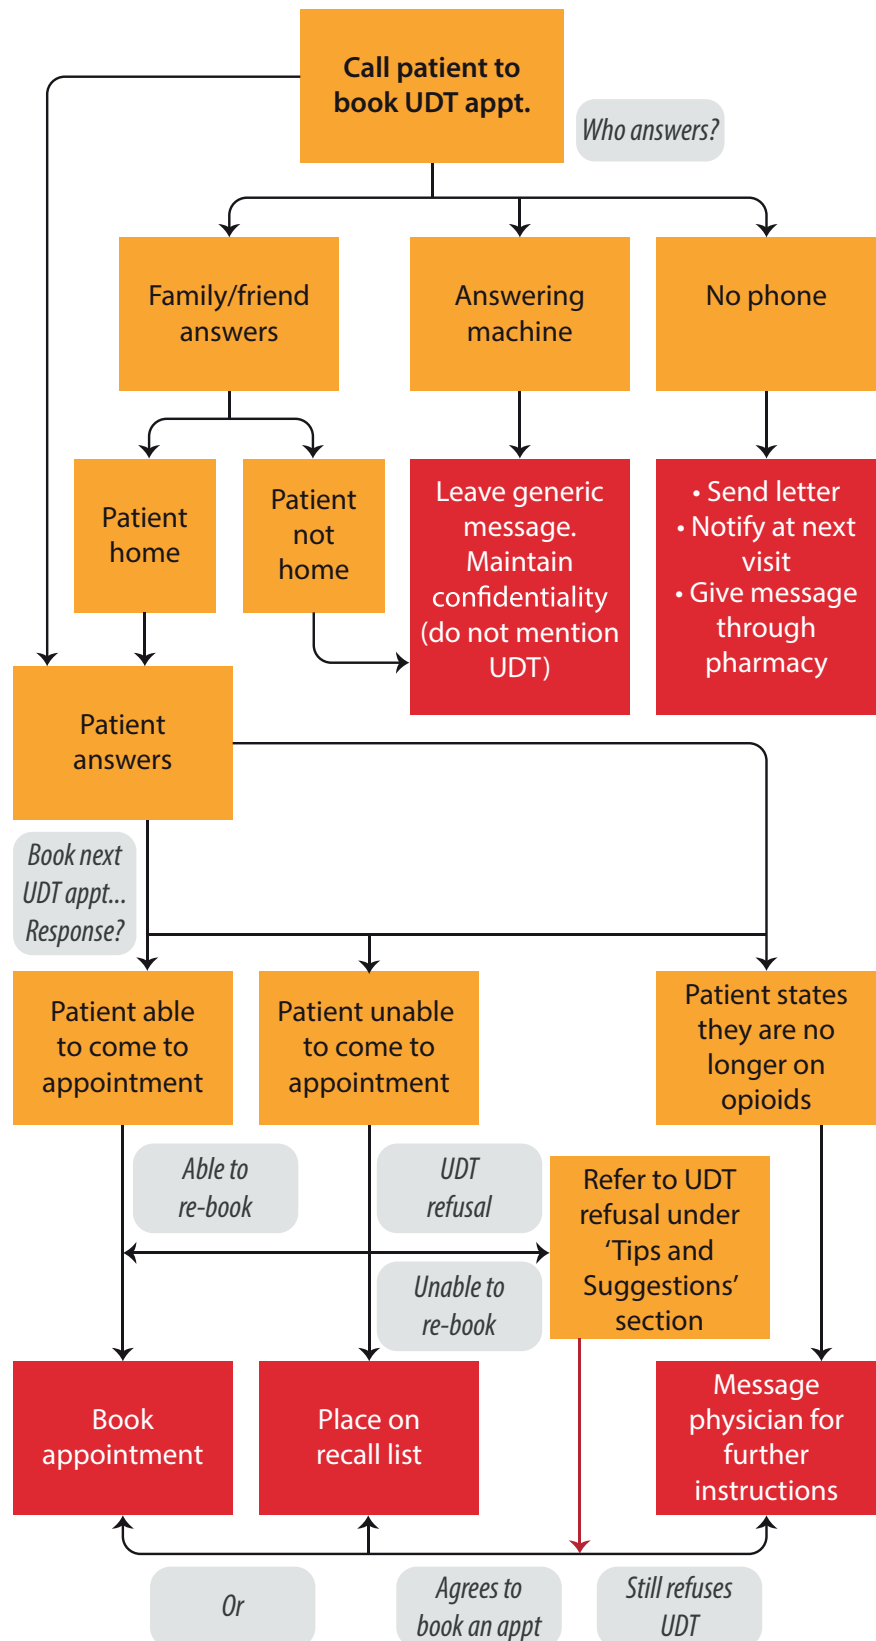 Call patient to
book UDT appt.
Who answers?
Family/friend
answers
Answering
machine
No phone
Patient
home
Patient
not
home
Leave generic
message.
Maintain
confidentiality
(do not mention
UDT)
• Send letter
• Notify at next
visit
• Give message
through
pharmacy
Patient
answers
Book next
UDT appt...
Response?
Patient able
to come to
appointment
Patient unable
to come to
appointment
Patient states
they are no
longer on
opioids
Able to
re-book
UDT
refusal
Refer to UDT
refusal under
‘Tips and
Suggestions’
section
Unable to
re-book
Book
appointment
Place on
recall list
Message
physician for
further
instructions
Or
Agrees to
book an appt
Still refuses
UDT